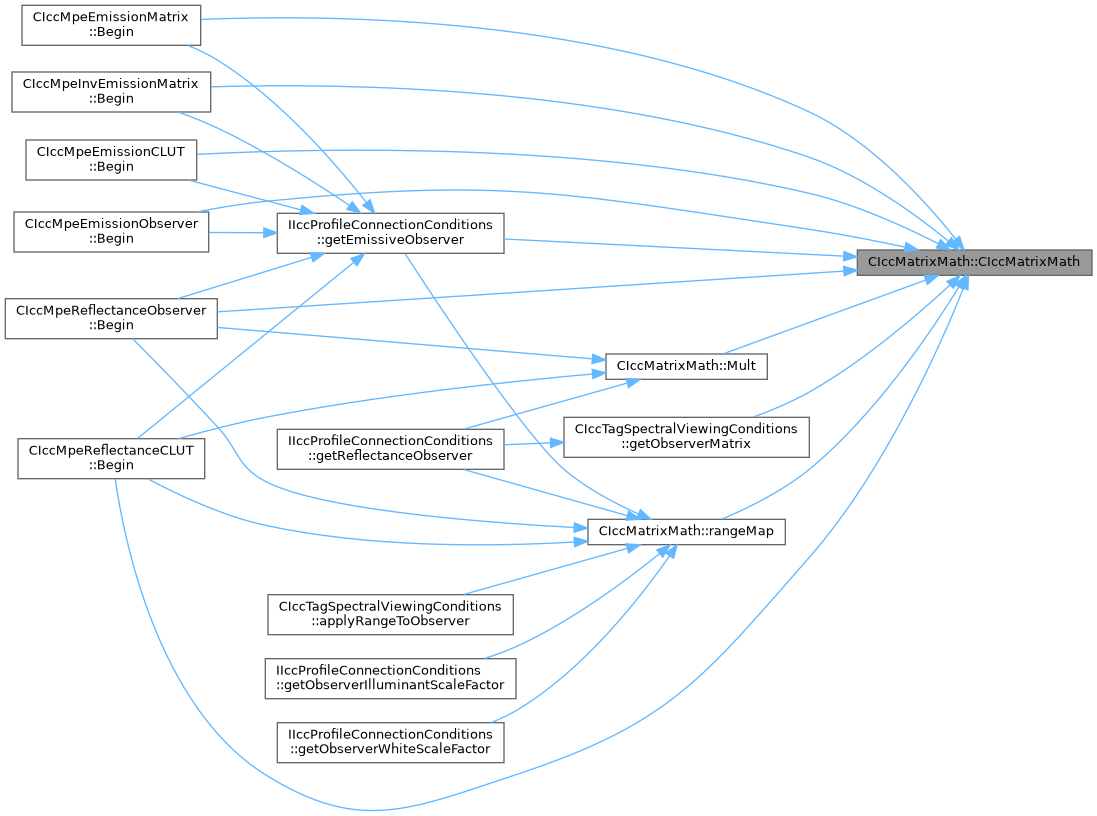 CIccMpeEmissionMatrix
::Begin
CIccMpeInvEmissionMatrix
::Begin
CIccMpeEmissionCLUT
::Begin
CIccMpeEmissionObserver
::Begin
IIccProfileConnectionConditions
::getEmissiveObserver
CIccMatrixMath::CIccMatrixMath
CIccMpeReflectanceObserver
::Begin
CIccMatrixMath::Mult
CIccTagSpectralViewingConditions
::getObserverMatrix
CIccMpeReflectanceCLUT
::Begin
IIccProfileConnectionConditions
::getReflectanceObserver
CIccMatrixMath::rangeMap
CIccTagSpectralViewingConditions
::applyRangeToObserver
IIccProfileConnectionConditions
::getObserverIlluminantScaleFactor
IIccProfileConnectionConditions
::getObserverWhiteScaleFactor